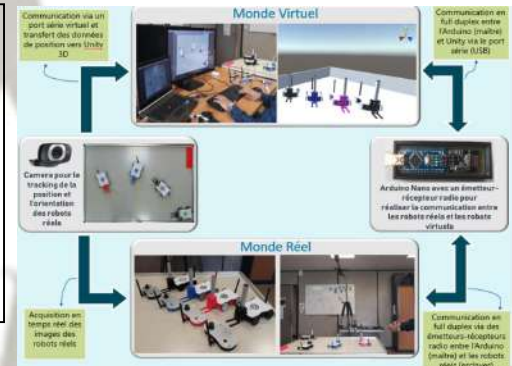 Monde Virtuel
Communication via un
port série virtuel et
transfert des données
de position vers Unity
3D
Communication en
full duplex entre
l'Arduino (maître)
et Unity via le port
série (USB)
Camera pour le
tracking de la
position et
l'orientation
des robots
réels
Arduino Nano avec un émetteur-
récepteur radio pour
réaliser la communication entre
les robots réels et les robots
virtuels
Monde Réel
Acquisition en
temps réel des
images des
robots réels
Communication en
full duplex via des
émetteurs-récepteurs
radio entre l'Arduino
(maître) et les robots
réels (esclaves)